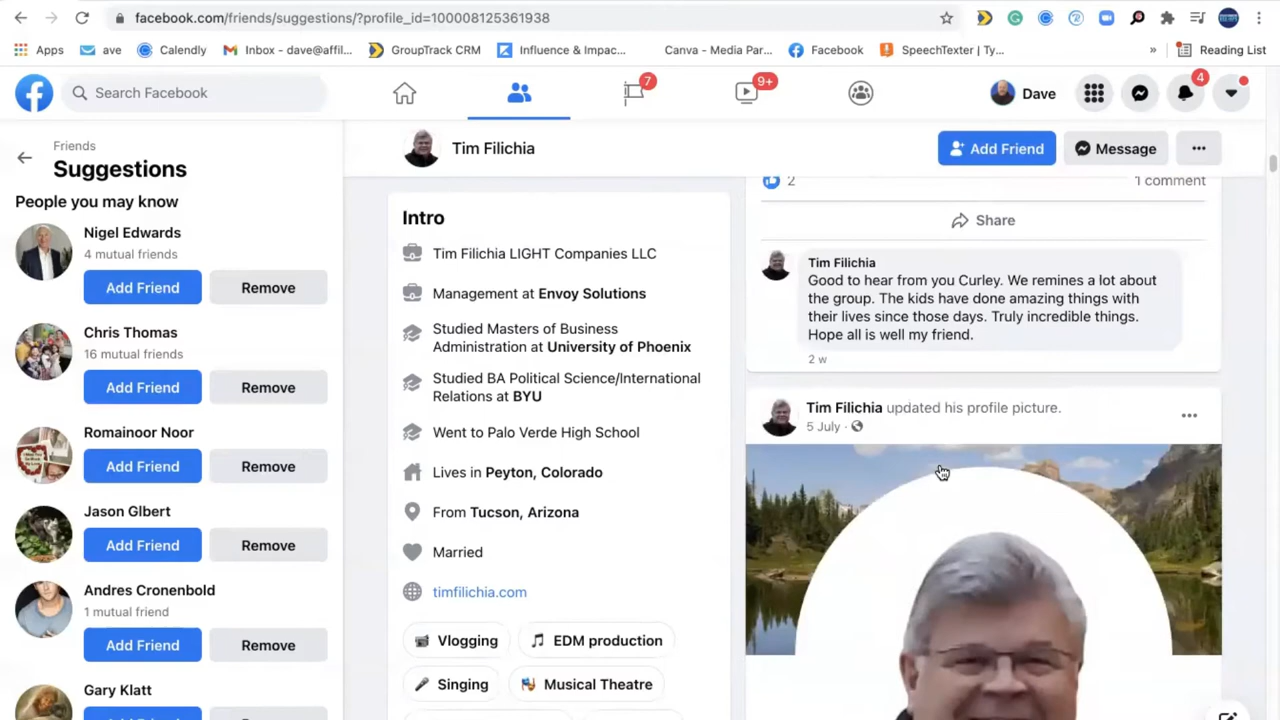 facebook.com/friends/suggestions/?profile_id=100008125361938
Apps
ave
Calendly
Inbox - dave@affil...
GroupTrack CRM
Influence & Impac...
Canva - Media Par...
Facebook
SpeechTexter | Ty...
»
Reading List
Search Facebook
7
9+
Dave
4
Friends
Suggestions
People you may know
Nigel Edwards
4 mutual friends
Add Friend
Remove
Chris Thomas
16 mutual friends
Add Friend
Remove
Romainoor Noor
Add Friend
Remove
Jason Glbert
Add Friend
Remove
Andres Cronenbold
1 mutual friend
Add Friend
Remove
Gary Klatt
Tim Filichia
Add Friend
Message
Intro
Tim Filichia LIGHT Companies LLC
Management at Envoy Solutions
Studied Masters of Business
Administration at University of Phoenix
Studied BA Political Science/International
Relations at BYU
Went to Palo Verde High School
Lives in Peyton, Colorado
From Tucson, Arizona
Married
timfilichia.com
Vlogging
EDM production
Singing
Musical Theatre
2
1 comment
Share
Tim Filichia
Good to hear from you Curley. We remines a lot about
the group. The kids have done amazing things with
their lives since those days. Truly incredible things.
Hope all is well my friend.
2 w
Tim Filichia updated his profile picture.
5 July ·